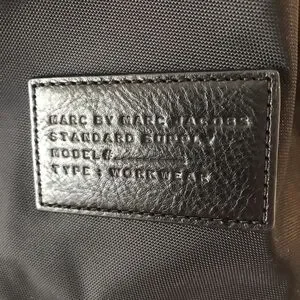 MARC BY MARC JACOBS
STANDARD SUPPLY
MODEL#
TYPE: WORKWEAR